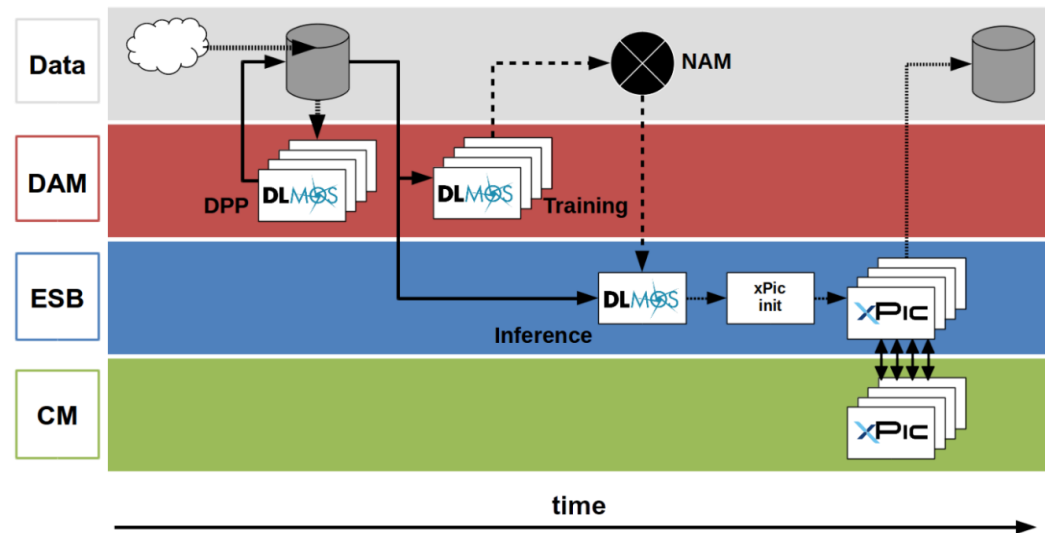 Data
NAM
DAM
DPP
DLMOS
DLMOS
Training
ESB
DLMOS
xPic
init
xPic
Inference
CM
xPic
time